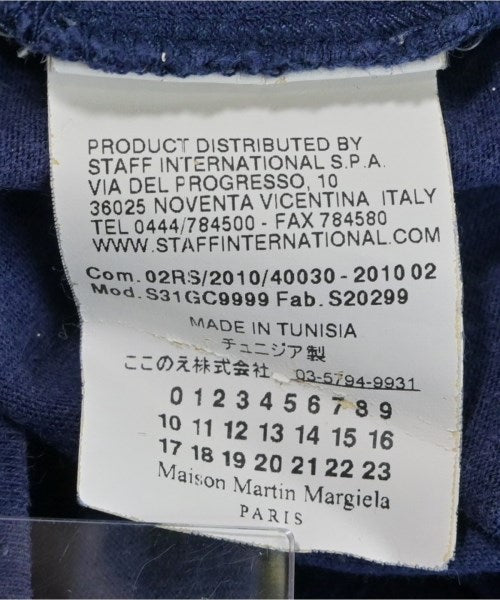 PRODUCT DISTRIBUTED BY
STAFF INTERNATIONAL S.P.A.
VIA DEL PROGRESSO, 10
36025 NOVENTA VICENTINA ITALY
TEL 0444/784500 - FAX 784580
WWW.STAFFINTERNATIONAL.COM
Com. 02RS/2010/40030 - 2010 02
Mod. S31GC9999 Fab. S20299
MADE IN TUNISIA
チュニジア製
ここのえ株式会社 03-5794-9931
0 1 2 3 4 5 6 7 8 9
10 11 12 13 14 15 16
17 18 19 20 21 22 23
Maison Martin Margiela
PARIS